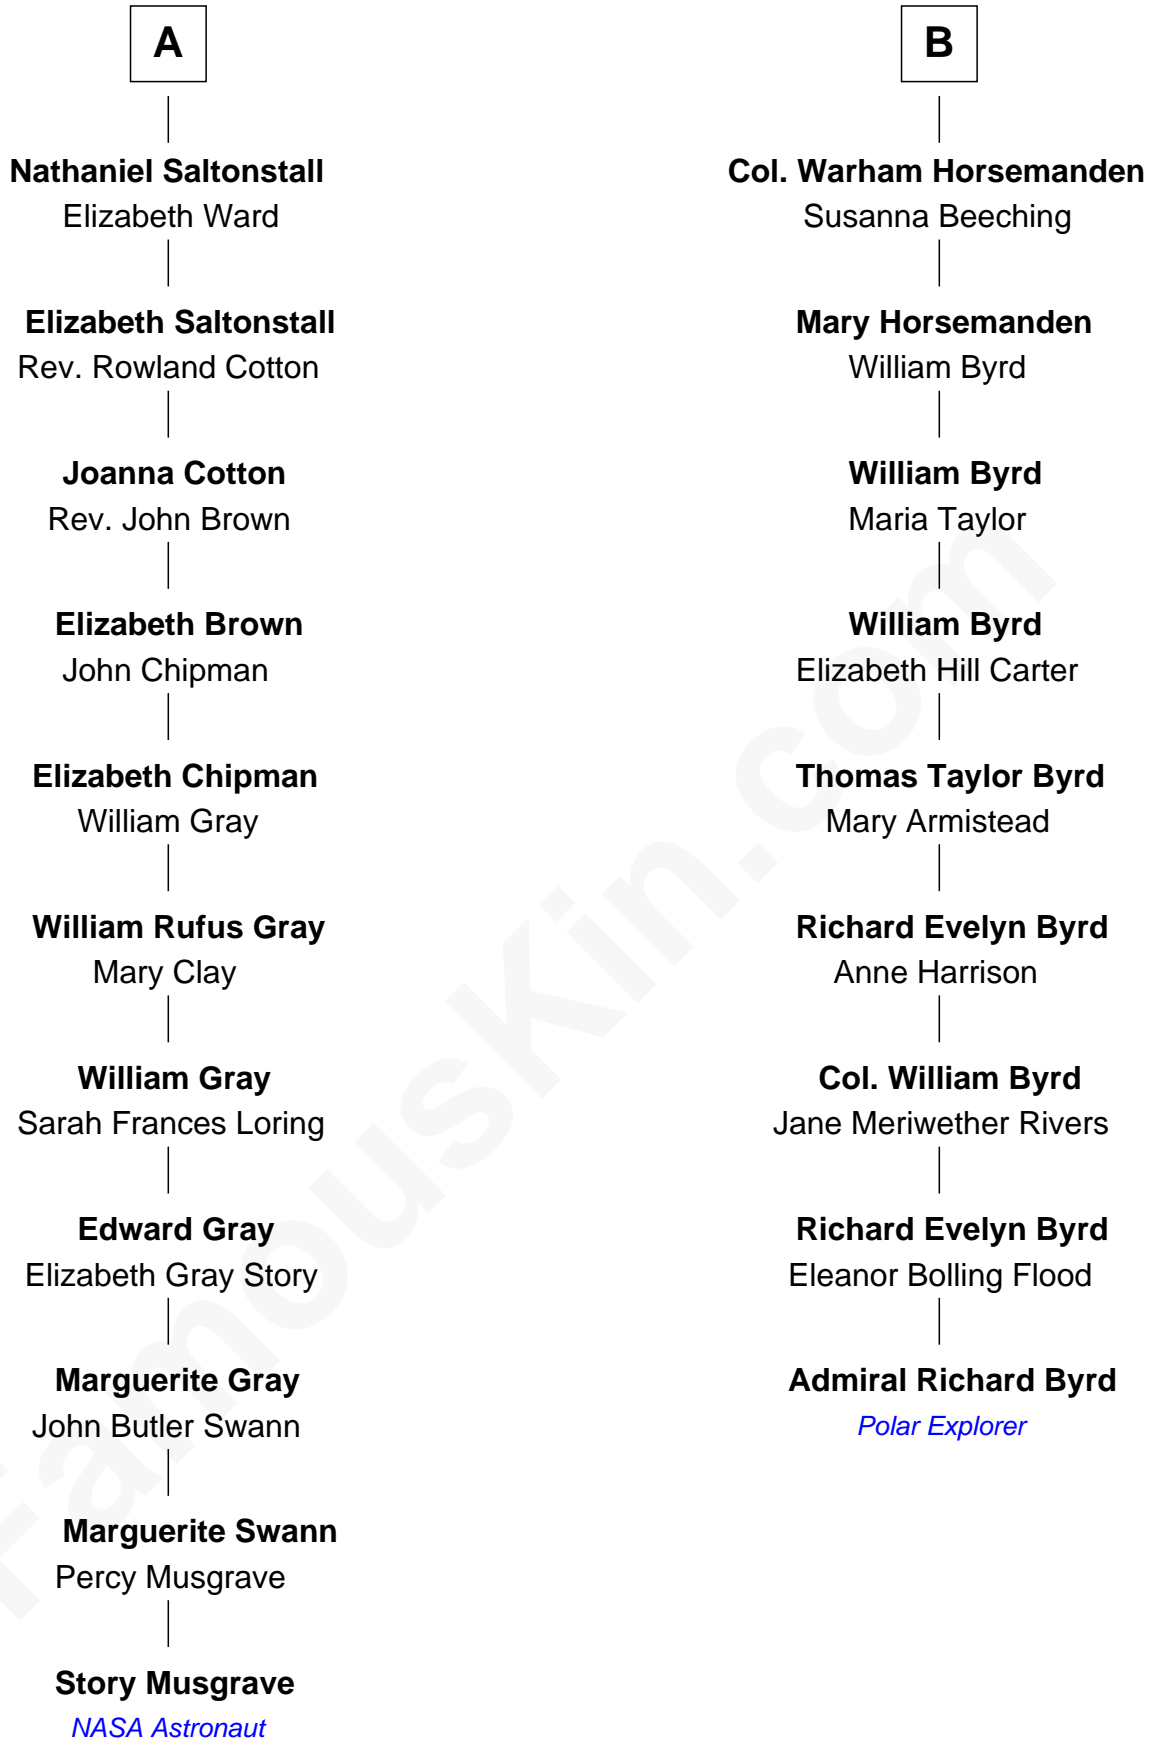 A
Nathaniel Saltonstall
Elizabeth Ward
Elizabeth Saltonstall
Rev. Rowland Cotton
Joanna Cotton
Rev. John Brown
Elizabeth Brown
John Chipman
Elizabeth Chipman
William Gray
William Rufus Gray
Mary Clay
William Gray
Sarah Frances Loring
Edward Gray
Elizabeth Gray Story
Marguerite Gray
John Butler Swann
Marguerite Swann
Percy Musgrave
Story Musgrave
NASA Astronaut
B
Col. Warham Horsemanden
Susanna Beeching
Mary Horsemanden
William Byrd
William Byrd
Maria Taylor
William Byrd
Elizabeth Hill Carter
Thomas Taylor Byrd
Mary Armistead
Richard Evelyn Byrd
Anne Harrison
Col. William Byrd
Jane Meriwether Rivers
Richard Evelyn Byrd
Eleanor Bolling Flood
Admiral Richard Byrd
Polar Explorer
FamousKin.com